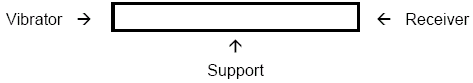 Vibrator → ← Receiver
↑
Support